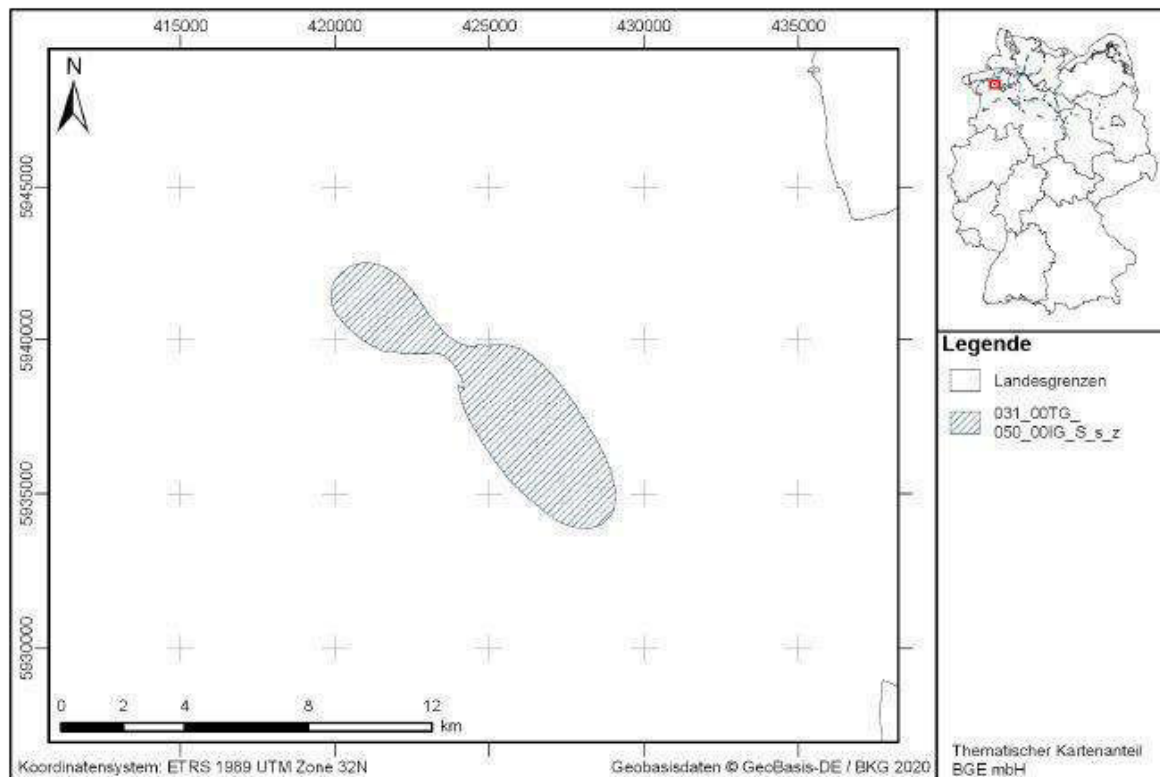 415000 420000 425000 430000 435000
N
5945000
5940000
5935000
5930000
0 2 4 8 12
km
Koordinatensystem: ETRS 1989 UTM Zone 32N
Geobasisdaten © GeoBasis-DE / BKG 2020
Legende
Landesgrenzen
031_00TG_
050_00IG_S_s_z
Thematischer Kartenanteil
BGE mbH